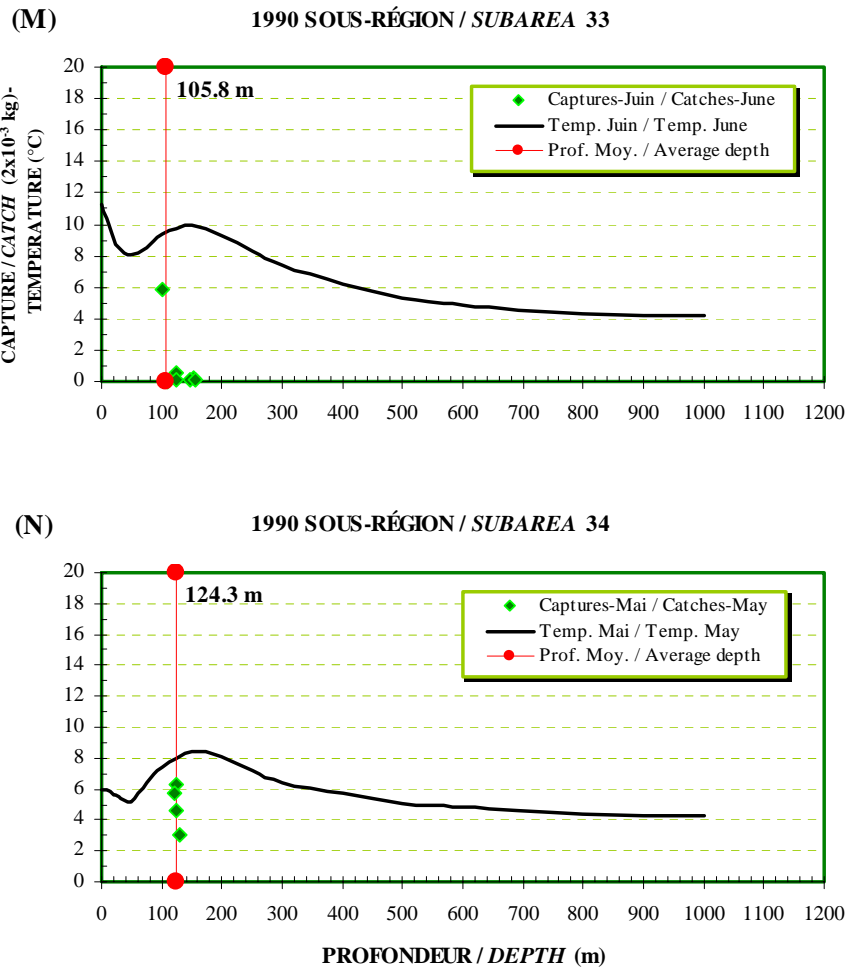 (M)
1990 SOUS-RÉGION / SUBAREA 33
CAPTURE / CATCH (2x10⁻³ kg)-
TEMPERATURE (°C)
20
18
16
14
12
10
8
6
4
2
0
105.8 m
Captures-Juin / Catches-June
Temp. Juin / Temp. June
Prof. Moy. / Average depth
0 100 200 300 400 500 600 700 800 900 1000 1100 1200
(N)
1990 SOUS-RÉGION / SUBAREA 34
20
18
16
14
12
10
8
6
4
2
0
124.3 m
Captures-Mai / Catches-May
Temp. Mai / Temp. May
Prof. Moy. / Average depth
0 100 200 300 400 500 600 700 800 900 1000 1100 1200
PROFONDEUR / DEPTH (m)